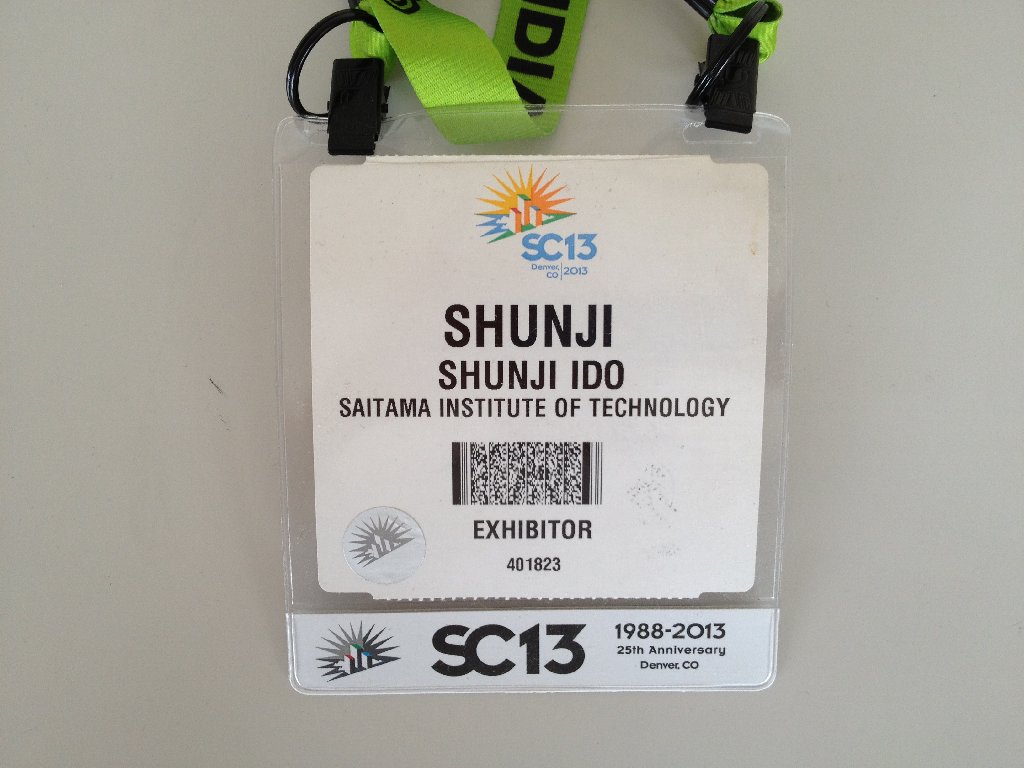 SC13
Denver, CO 2013
SHUNJI
SHUNJI IDO
SAITAMA INSTITUTE OF TECHNOLOGY
EXHIBITOR
401823
SC13
1988-2013
25th Anniversary
Denver, CO